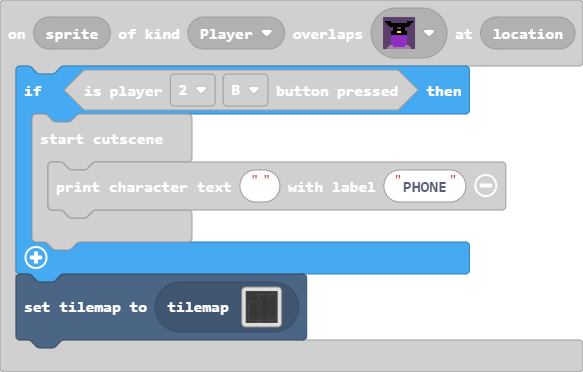 on sprite of kind Player overlaps at location
if is player 2 B button pressed then
start cutscene
print character text " " with label "PHONE"
set tilemap to tilemap